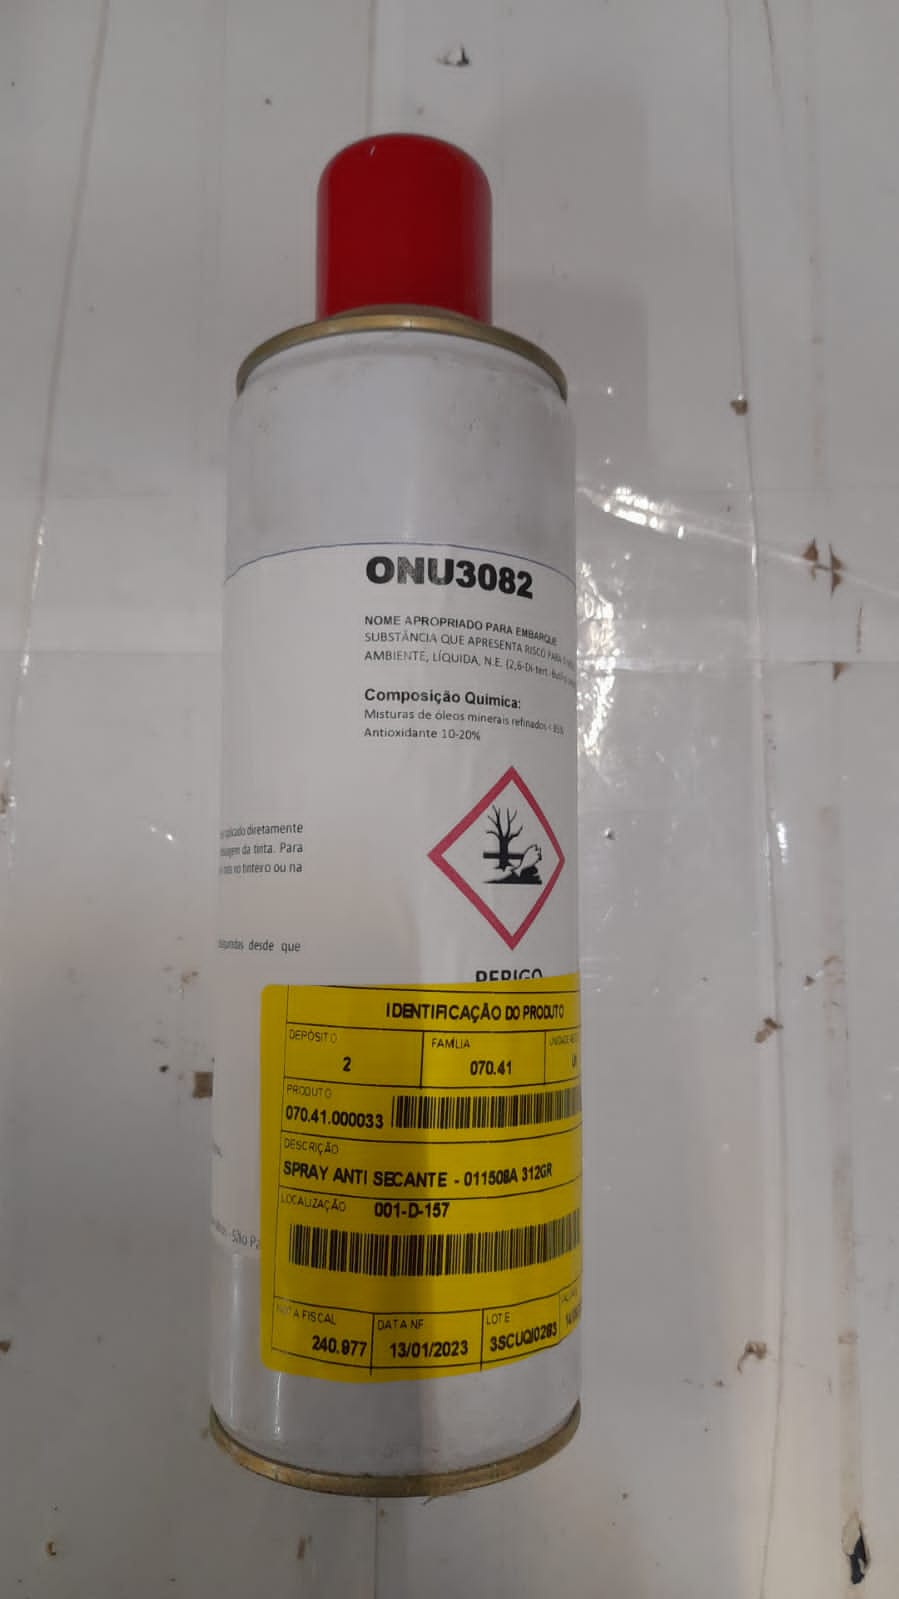 ONU3082
NOME APROPRIADO PARA EMBARQUE
SUBSTÂNCIA QUE APRESENTA RISCO PARA
AMBIENTE, LÍQUIDA, N.E. (2,6-Di-tert.-
Composição Química:
Misturas de óleos minerais refinados <
Antioxidante 10-20%
aplicado diretamente
da tinta. Para
no tinteiro ou na
desde que
PERIGO
IDENTIFICAÇÃO DO PRODUTO
DEPÓSITO
2
FAMÍLIA
070.41
PRODUTO
070.41.000033
DESCRIÇÃO
SPRAY ANTI SECANTE - 011508A 312GR
LOCALIZAÇÃO 001-D-157
NOTA FISCAL
240.977
DATA NF
13/01/2023
LOTE
3SCUQI0283